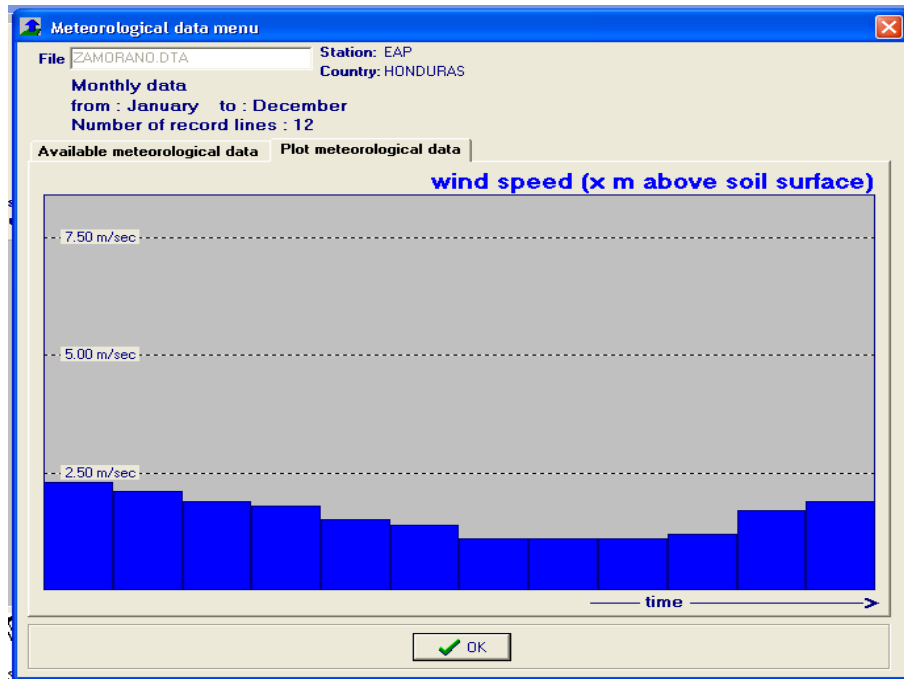 Meteorological data menu
File ZAMORANO.DTA
Station: EAP
Country: HONDURAS
Monthly data
from : January to : December
Number of record lines : 12
Available meteorological data Plot meteorological data
wind speed (x m above soil surface)
7.50 m/sec
5.00 m/sec
2.50 m/sec
time
OK